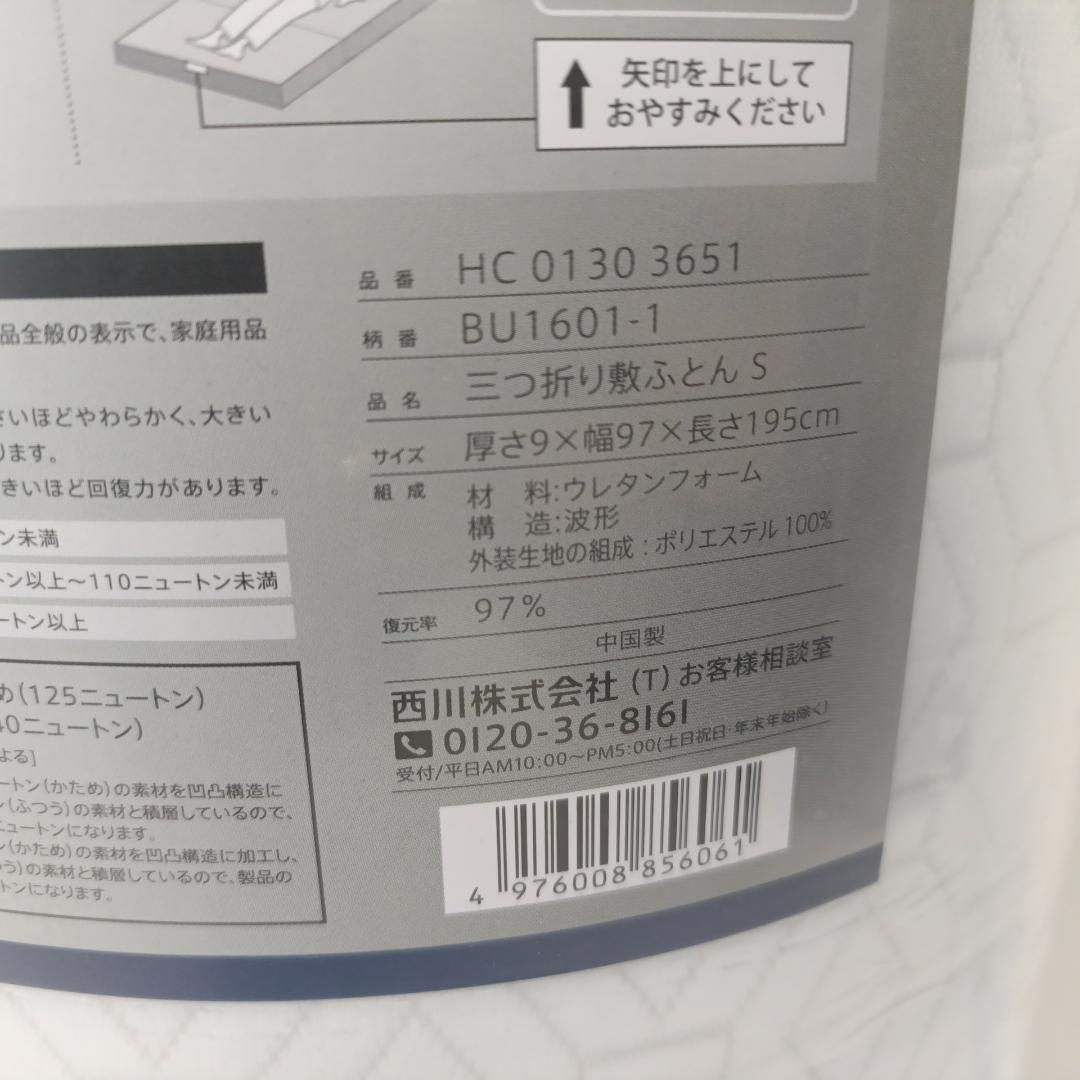 矢印を上にして
おやすみください
品全般の表示で、家庭用品
さいほどやわらかく、大きい
ります。
きいほど回復力があります。
ン未満
トン以上～110ニュートン未満
ートン以上
め(125ニュートン)
40ニュートン)
よる]
ートン(かため)の素材を凹凸構造に
ン(ふつう)の素材と積層しているので、
ニュートンになります。
ン(かため)の素材を凹凸構造に加工し、
つう)の素材と積層しているので、製品の
トンになります。
品番 HC 0130 3651
柄番 BU1601-1
品名 三つ折り敷ふとん S
サイズ 厚さ9×幅97×長さ195cm
組成 材　料:ウレタンフォーム
構　造:波形
外装生地の組成：ポリエステル 100%
復元率 97%
中国製
西川株式会社 (T) お客様相談室
0120-36-8161
受付/平日AM10:00～PM5:00(土日祝日・年末年始除く)
4 976008 856061